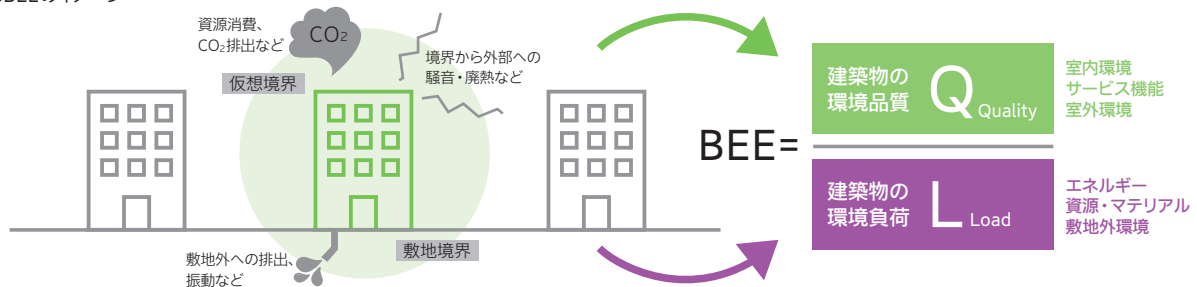 資源消費、
CO₂排出など
CO₂
境界から外部への
騒音・廃熱など
仮想境界
敷地境界
敷地外への排出、
振動など
BEE=
建築物の
環境品質
Q Quality
室内環境
サービス機能
室外環境
建築物の
環境負荷
L Load
エネルギー
資源・マテリアル
敷地外環境